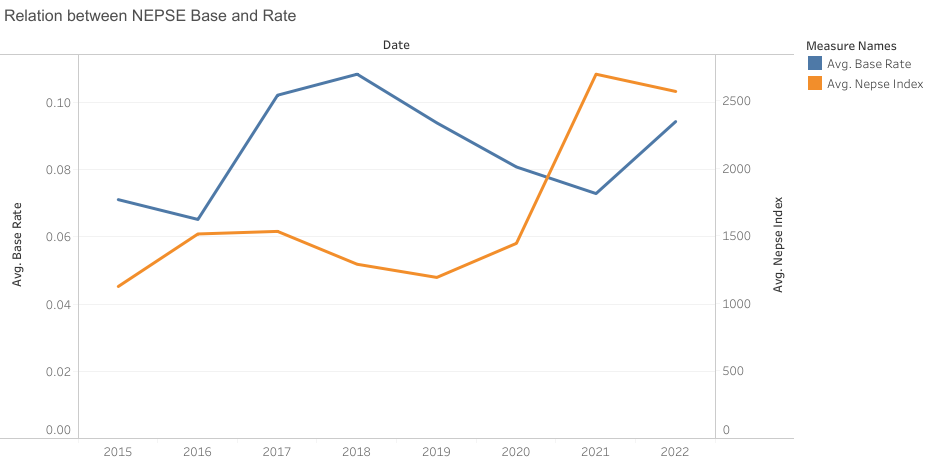 Relation between NEPSE Base and Rate
Date
Measure Names
Avg. Base Rate
Avg. Nepse Index
Avg. Base Rate
0.10
0.08
0.06
0.04
0.02
0.00
2500
2000
1500
1000
500
0
Avg. Nepse Index
2015 2016 2017 2018 2019 2020 2021 2022